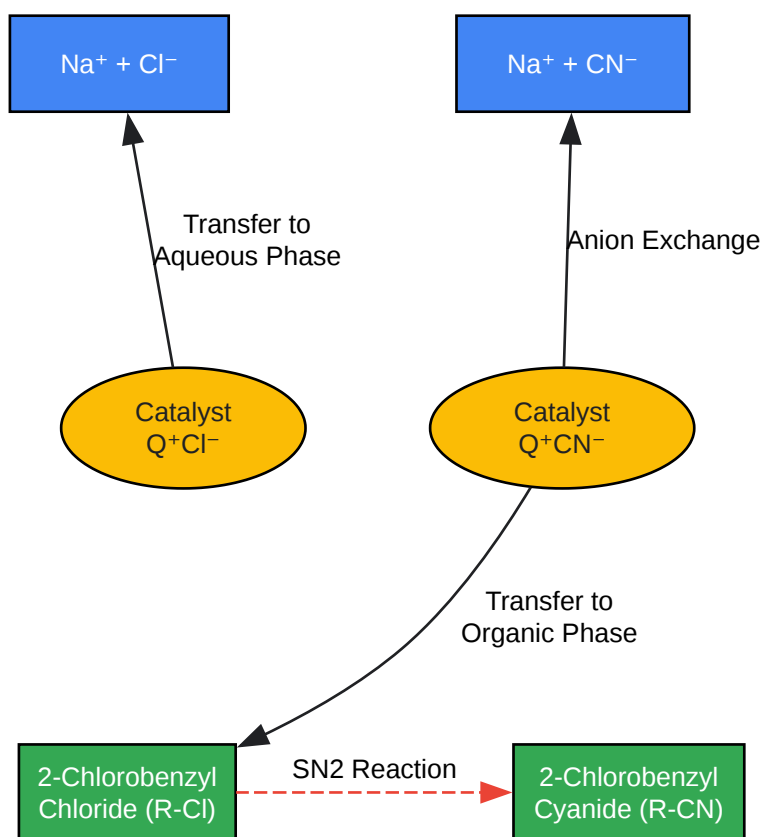 Na⁺ + Cl⁻
Na⁺ + CN⁻
Transfer to
Aqueous Phase
Anion Exchange
Catalyst
Q⁺Cl⁻
Catalyst
Q⁺CN⁻
Transfer to
Organic Phase
2-Chlorobenzyl
Chloride (R-Cl)
SN2 Reaction
2-Chlorobenzyl
Cyanide (R-CN)